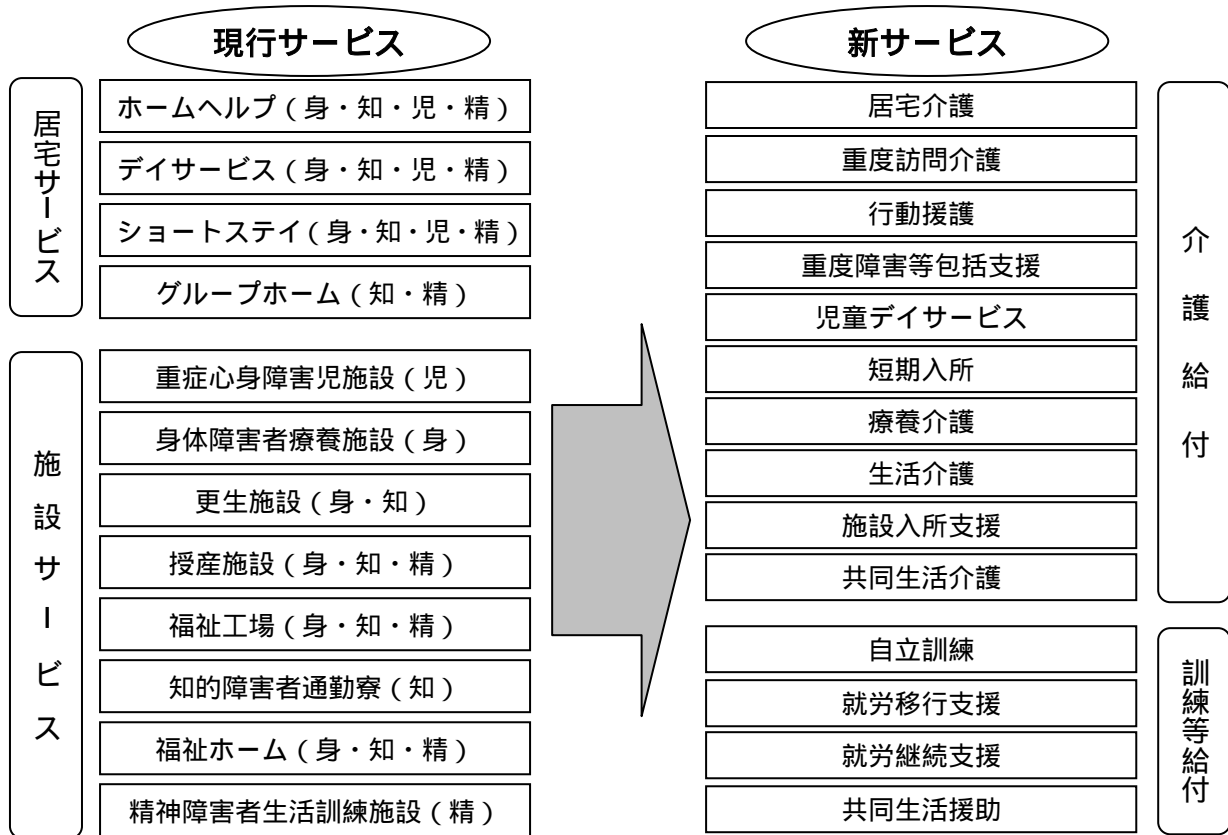 現行サービス
居宅サービス
ホームヘルプ（身・知・児・精）
デイサービス（身・知・児・精）
ショートステイ（身・知・児・精）
グループホーム（知・精）
施設サービス
重症心身障害児施設（児）
身体障害者療養施設（身）
更生施設（身・知）
授産施設（身・知・精）
福祉工場（身・知・精）
知的障害者通勤寮（知）
福祉ホーム（身・知・精）
精神障害者生活訓練施設（精）
新サービス
居宅介護
重度訪問介護
行動援護
重度障害等包括支援
児童デイサービス
短期入所
療養介護
生活介護
施設入所支援
共同生活介護
介護給付
自立訓練
就労移行支援
就労継続支援
共同生活援助
訓練等給付